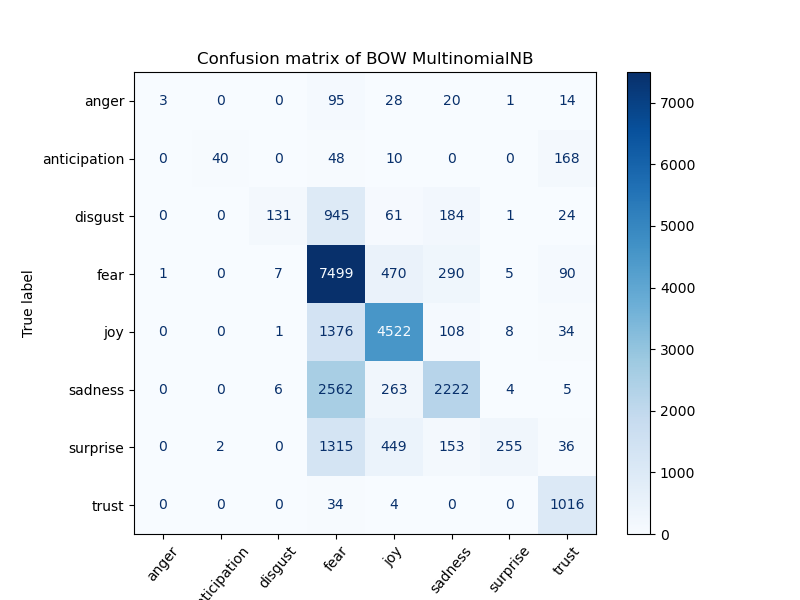 Confusion matrix of BOW MultinomialNB
True label
anger 3 0 0 95 28 20 1 14
anticipation 0 40 0 48 10 0 0 168
disgust 0 0 131 945 61 184 1 24
fear 1 0 7 7499 470 290 5 90
joy 0 0 1 1376 4522 108 8 34
sadness 0 0 6 2562 263 2222 4 5
surprise 0 2 0 1315 449 153 255 36
trust 0 0 0 34 4 0 0 1016
anger ticipation disgust fear joy sadness surprise trust
7000
6000
5000
4000
3000
2000
1000
0